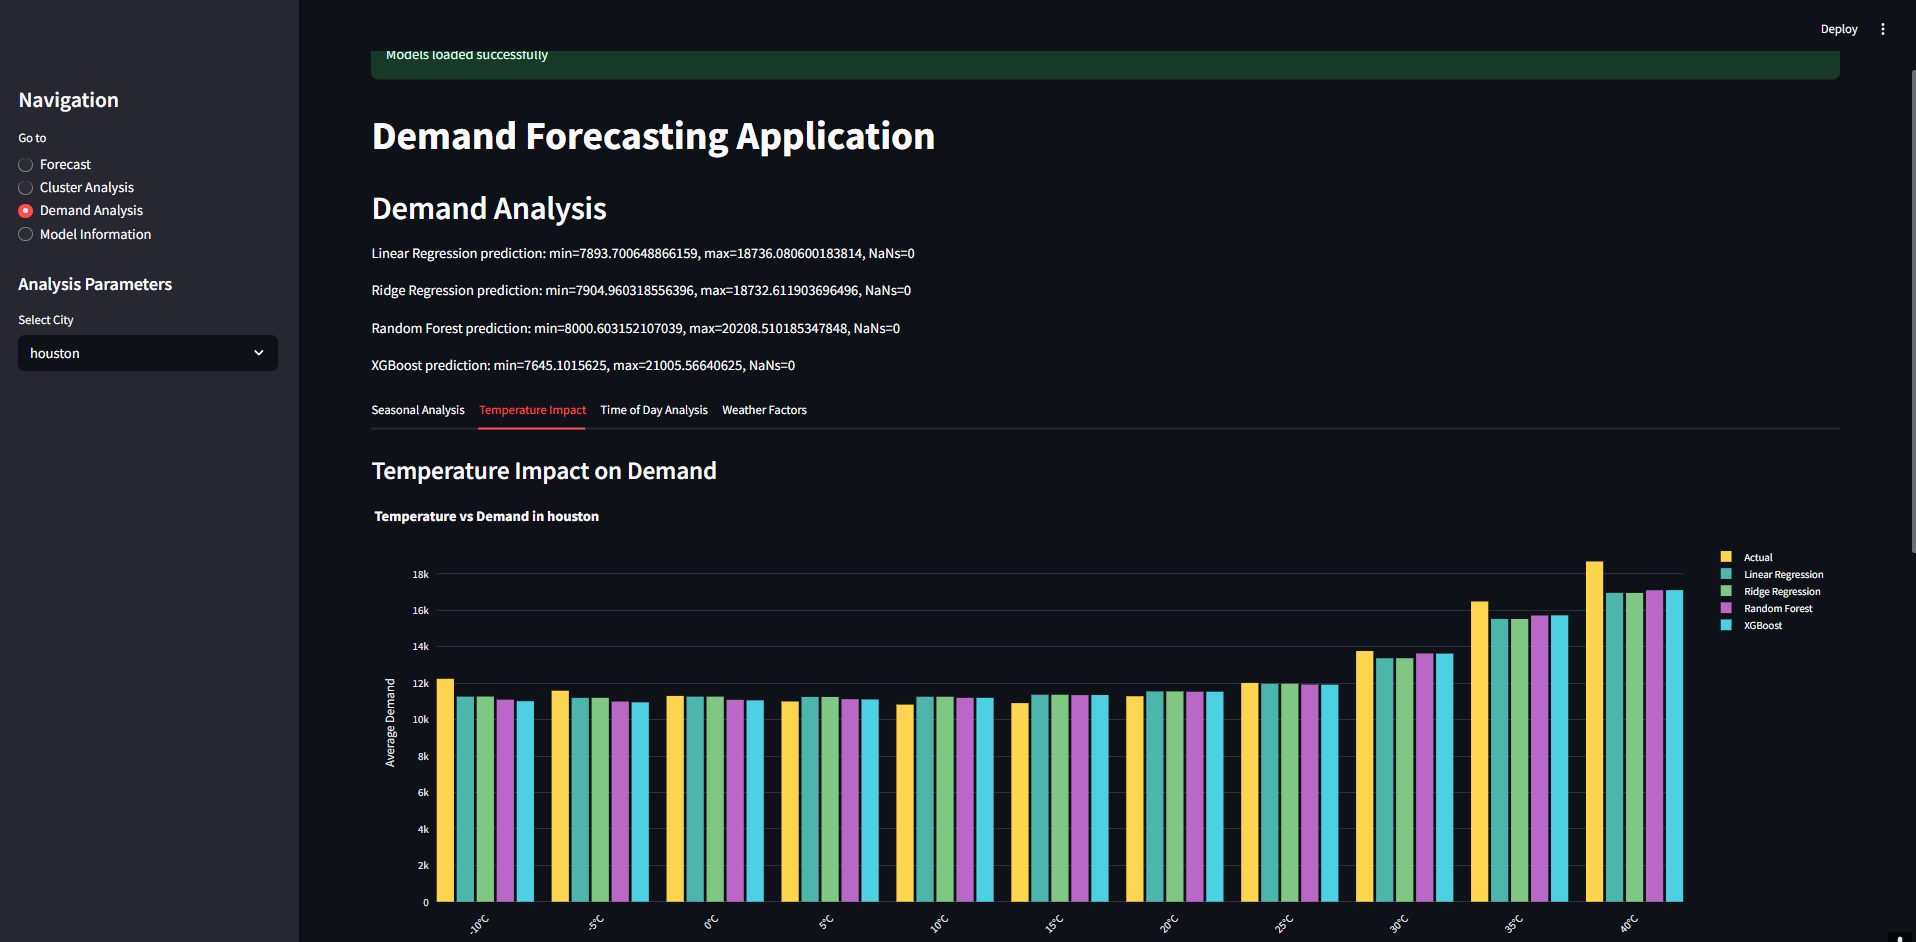 Deploy
Models loaded successfully
Navigation
Go to
Forecast
Cluster Analysis
Demand Analysis
Model Information
Analysis Parameters
Select City
houston
Demand Forecasting Application
Demand Analysis
Linear Regression prediction: min=7893.700648866159, max=18736.080600183814, NaNs=0
Ridge Regression prediction: min=7904.960318556396, max=18732.611903696496, NaNs=0
Random Forest prediction: min=8000.603152107039, max=20208.510185347848, NaNs=0
XGBoost prediction: min=7645.1015625, max=21005.56640625, NaNs=0
Seasonal Analysis Temperature Impact Time of Day Analysis Weather Factors
Temperature Impact on Demand
Temperature vs Demand in houston
Actual
Linear Regression
Ridge Regression
Random Forest
XGBoost
Average Demand
18k
16k
14k
12k
10k
8k
6k
4k
2k
0
-10°C -5°C 0°C 5°C 10°C 15°C 20°C 25°C 30°C 35°C 40°C